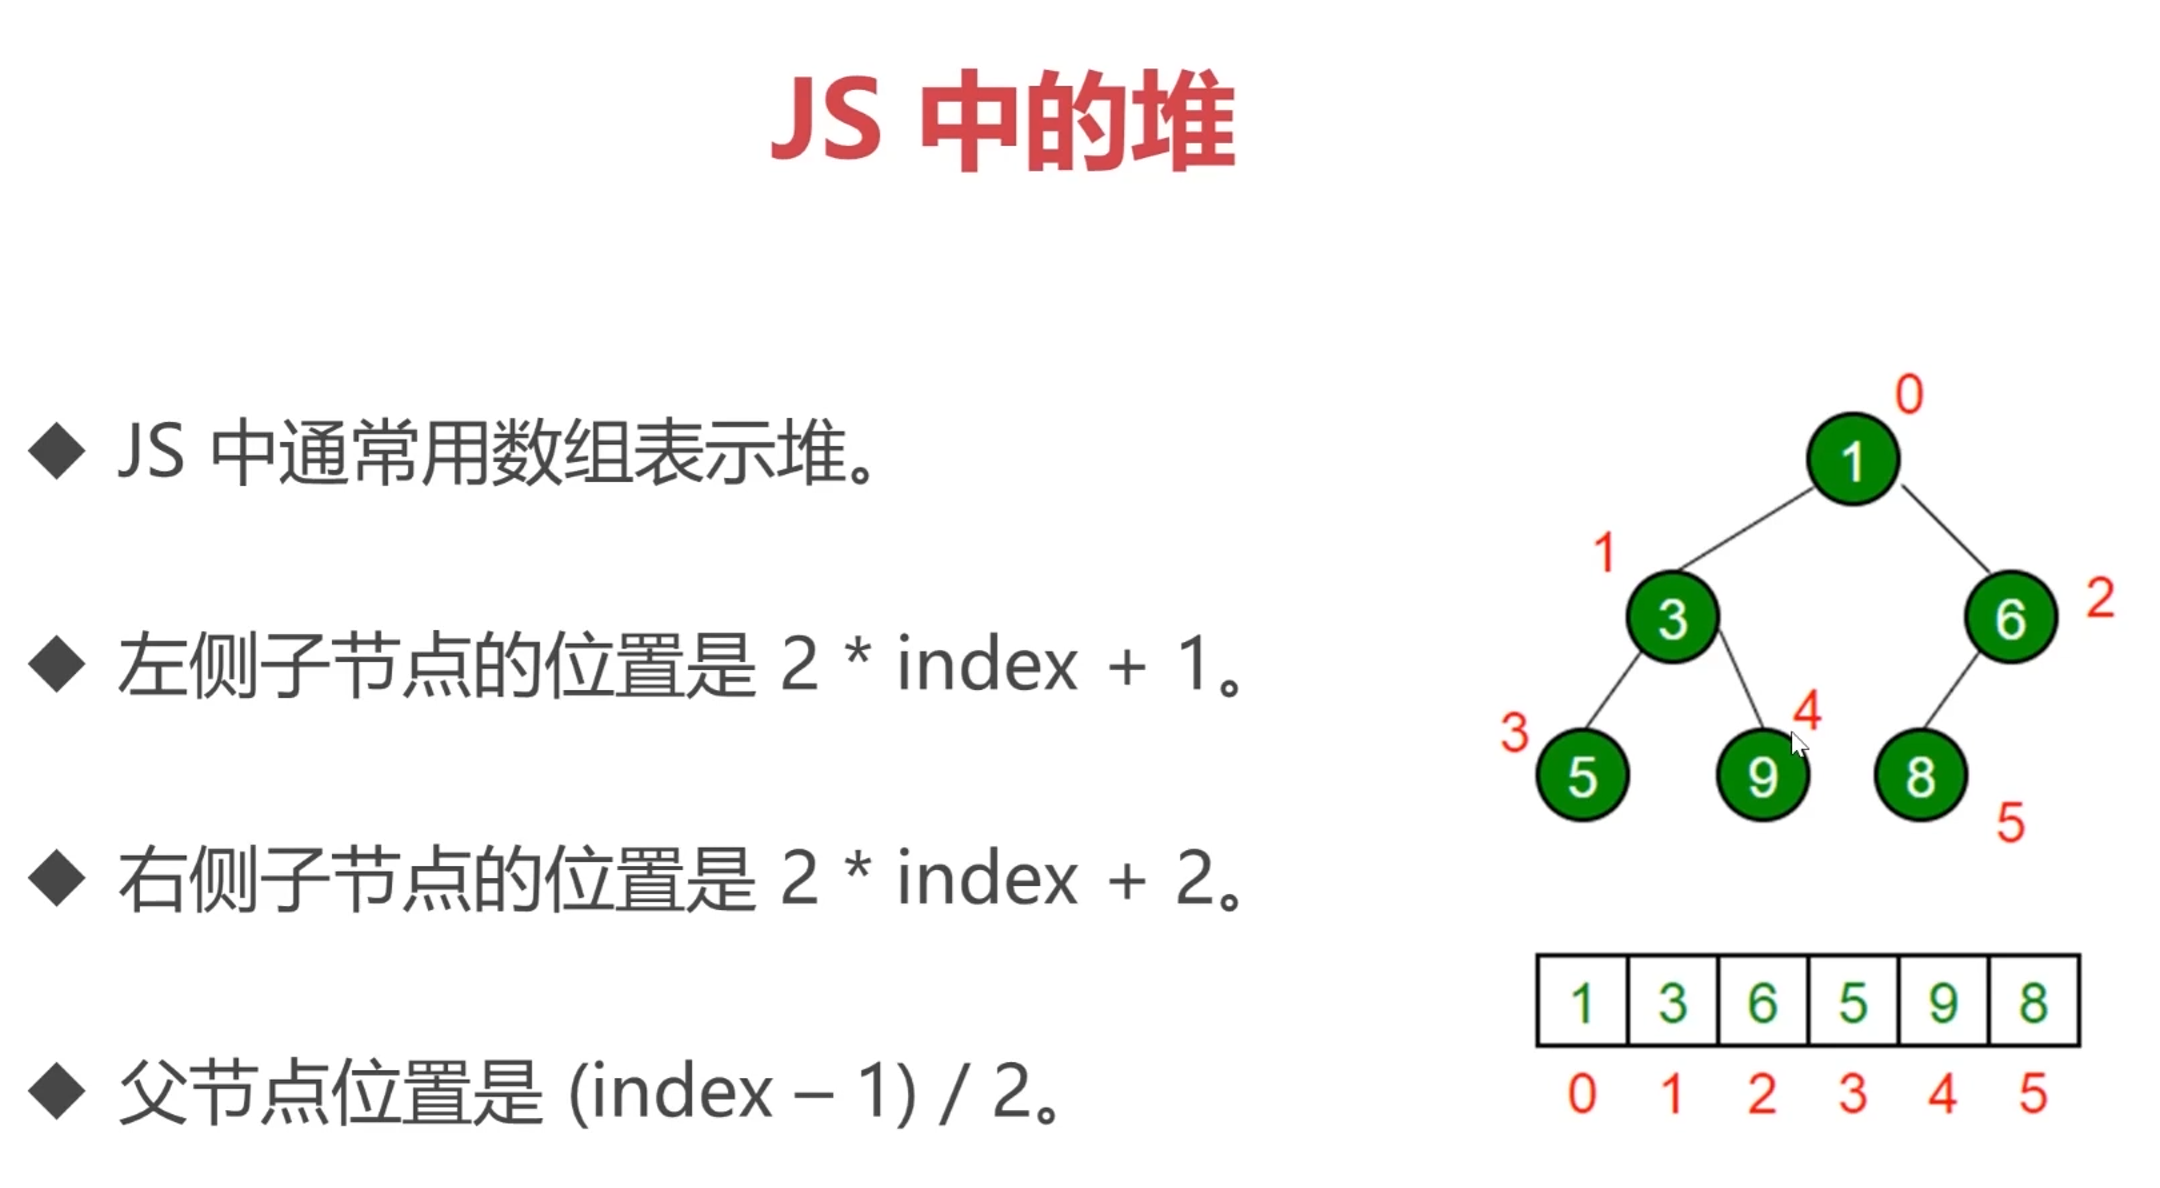 JS 中的堆
JS 中通常用数组表示堆。
左侧子节点的位置是 2 * index + 1。
右侧子节点的位置是 2 * index + 2。
父节点位置是 (index – 1) / 2。
0
1
1
3
6
2
3
5
9
4
8
5
1 3 6 5 9 8
0 1 2 3 4 5